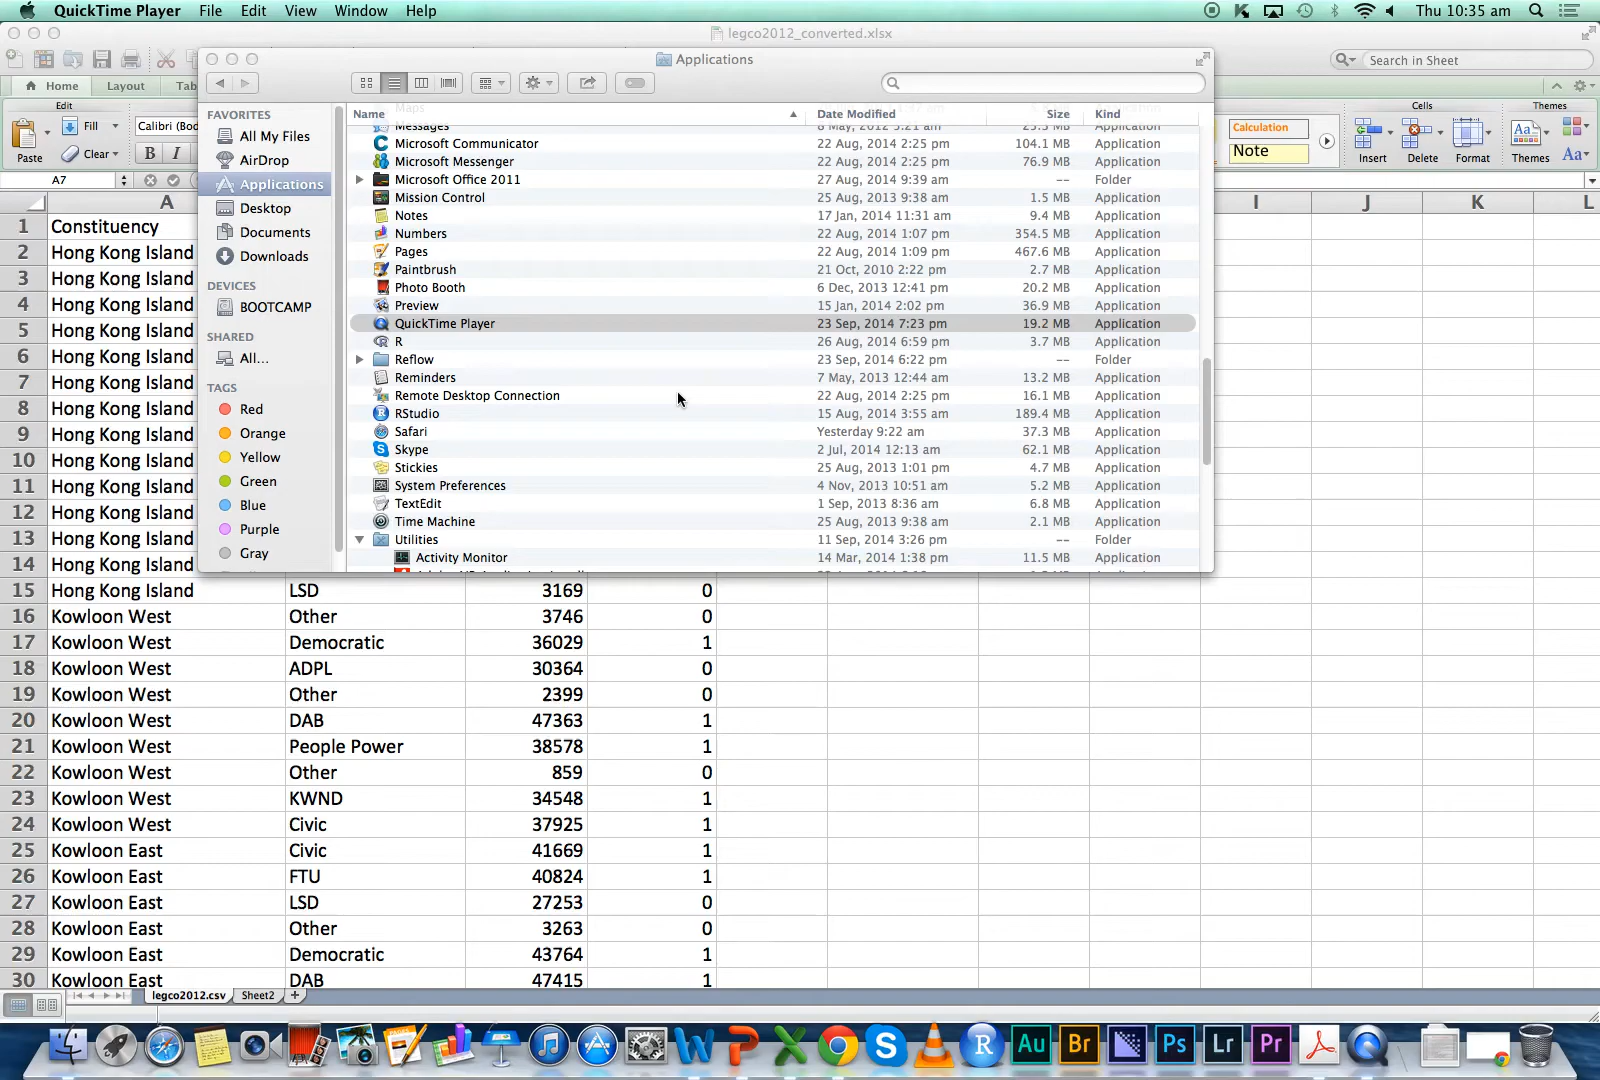 QuickTime Player File Edit View Window Help Thu 10:35 am
legco2012_converted.xlsx
Search in Sheet
Applications
Home Layout Tab
Edit
Fill
Calibri (Bod
Paste
Clear
B I
Cells
Themes
Calculation
Note
Insert Delete Format Themes Aa
A7
FAVORITES
All My Files
AirDrop
Applications
Desktop
Documents
Downloads
DEVICES
BOOTCAMP
SHARED
All...
TAGS
Red
Orange
Yellow
Green
Blue
Purple
Gray
Maps
Name Date Modified Size Kind
Messages 8 May, 2012 5:21 am Application
Microsoft Communicator 22 Aug, 2014 2:25 pm 104.1 MB Application
Microsoft Messenger 22 Aug, 2014 2:25 pm 76.9 MB Application
Microsoft Office 2011 27 Aug, 2014 9:39 am -- Folder
Mission Control 25 Aug, 2013 9:38 am 1.5 MB Application
Notes 17 Jan, 2014 11:31 am 9.4 MB Application
Numbers 22 Aug, 2014 1:07 pm 354.5 MB Application
Pages 22 Aug, 2014 1:09 pm 467.6 MB Application
Paintbrush 21 Oct, 2010 2:22 pm 2.7 MB Application
Photo Booth 6 Dec, 2013 12:41 pm 20.2 MB Application
Preview 15 Jan, 2014 2:02 pm 36.9 MB Application
QuickTime Player 23 Sep, 2014 7:23 pm 19.2 MB Application
R 26 Aug, 2014 6:59 pm 3.7 MB Application
Reflow 23 Sep, 2014 6:22 pm -- Folder
Reminders 7 May, 2013 12:44 am 13.2 MB Application
Remote Desktop Connection 22 Aug, 2014 2:25 pm 16.1 MB Application
RStudio 15 Aug, 2014 3:55 am 189.4 MB Application
Safari Yesterday 9:22 am 37.3 MB Application
Skype 2 Jul, 2014 12:13 am 62.1 MB Application
Stickies 25 Aug, 2013 1:01 pm 4.7 MB Application
System Preferences 4 Nov, 2013 10:51 am 5.2 MB Application
TextEdit 1 Sep, 2013 8:36 am 6.8 MB Application
Time Machine 25 Aug, 2013 9:38 am 2.1 MB Application
Utilities 11 Sep, 2014 3:26 pm -- Folder
Activity Monitor 14 Mar, 2014 1:38 pm 11.5 MB Application
A I J K L
1 Constituency
2 Hong Kong Island
3 Hong Kong Island
4 Hong Kong Island
5 Hong Kong Island
6 Hong Kong Island
7 Hong Kong Island
8 Hong Kong Island
9 Hong Kong Island
10 Hong Kong Island
11 Hong Kong Island
12 Hong Kong Island
13 Hong Kong Island
14 Hong Kong Island
15 Hong Kong Island LSD 3169 0
16 Kowloon West Other 3746 0
17 Kowloon West Democratic 36029 1
18 Kowloon West ADPL 30364 0
19 Kowloon West Other 2399 0
20 Kowloon West DAB 47363 1
21 Kowloon West People Power 38578 1
22 Kowloon West Other 859 0
23 Kowloon West KWND 34548 1
24 Kowloon West Civic 37925 1
25 Kowloon East Civic 41669 1
26 Kowloon East FTU 40824 1
27 Kowloon East LSD 27253 0
28 Kowloon East Other 3263 0
29 Kowloon East Democratic 43764 1
30 Kowloon East DAB 47415 1
legco2012.csv Sheet2 +
R Au Br Ps Lr Pr